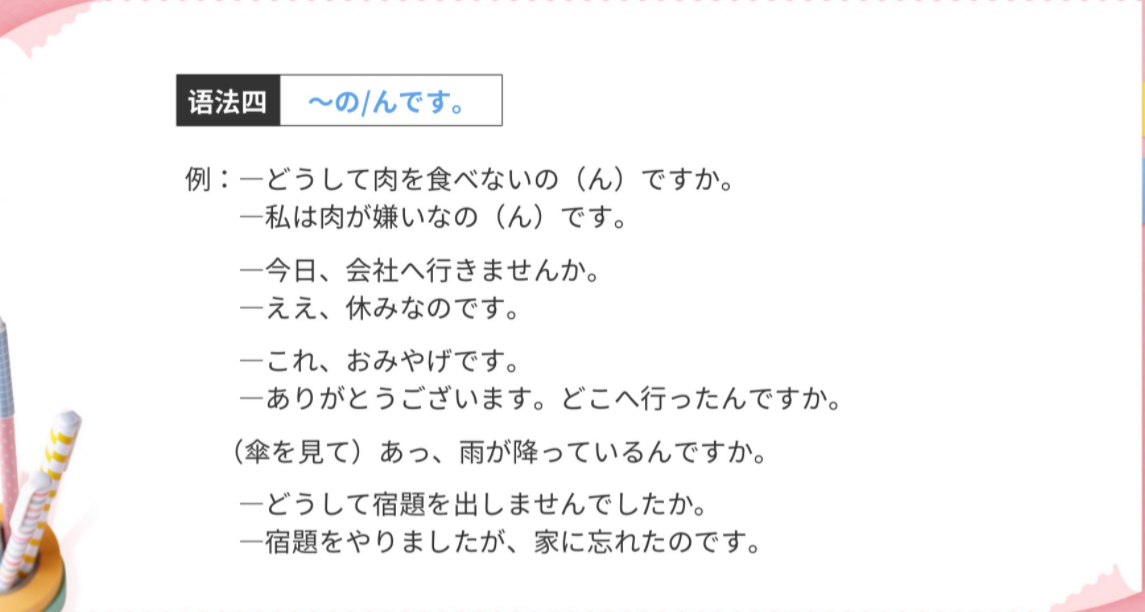 语法四 ～の/んです。
例：—どうして肉を食べないの（ん）ですか。
—私は肉が嫌いなの（ん）です。
—今日、会社へ行きませんか。
—ええ、休みなのです。
—これ、おみやげです。
—ありがとうございます。どこへ行ったんですか。
（傘を見て）あっ、雨が降っているんですか。
—どうして宿題を出しませんでしたか。
—宿題をやりましたが、家に忘れたのです。